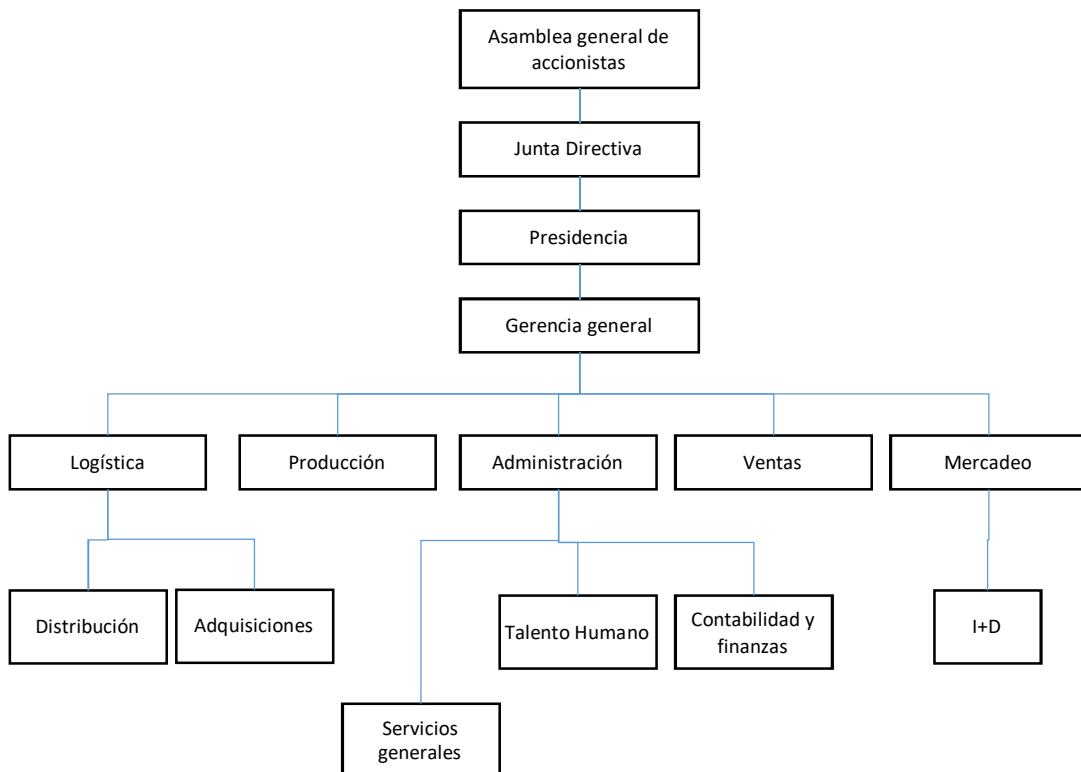 Asamblea general de
accionistas
Junta Directiva
Presidencia
Gerencia general
Logística
Producción
Administración
Ventas
Mercadeo
Distribución
Adquisiciones
Talento Humano
Contabilidad y
finanzas
I+D
Servicios
generales